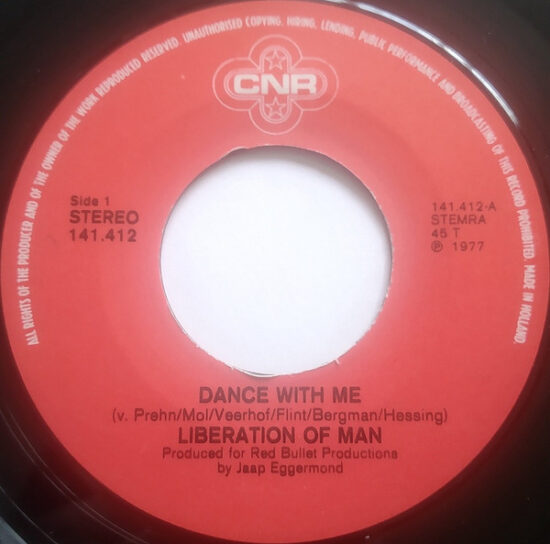 ALL RIGHTS OF THE PRODUCER AND OF THE OWNER OF THE WORK REPRODUCED RESERVED. UNAUTHORISED COPYING, HIRING, LENDING, PUBLIC PERFORMANCE AND BROADCASTING OF THIS RECORD PROHIBITED. MADE IN HOLLAND.
CNR
Side 1
STEREO
141.412
141.412-A
STEMRA
45 T
℗ 1977
DANCE WITH ME
(v. Prehn/Mol/Veerhof/Flint/Bergman/Hessing)
LIBERATION OF MAN
Produced for Red Bullet Productions
by Jaap Eggermond